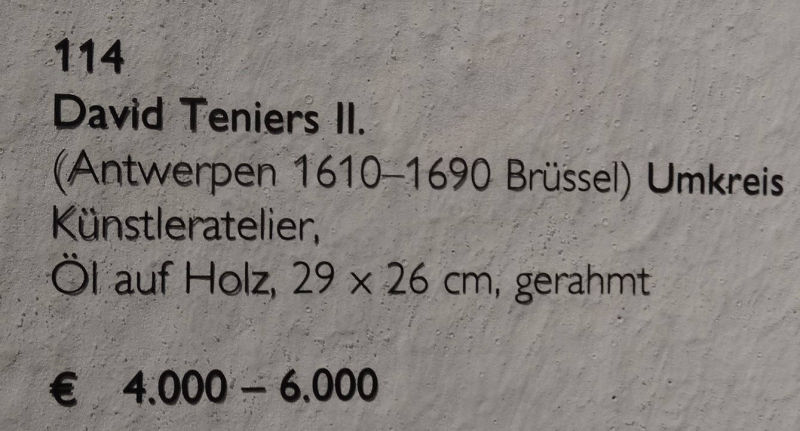 114
David Teniers II.
(Antwerpen 1610–1690 Brüssel) Umkreis
Künstleratelier,
Öl auf Holz, 29 x 26 cm, gerahmt
€ 4.000 – 6.000